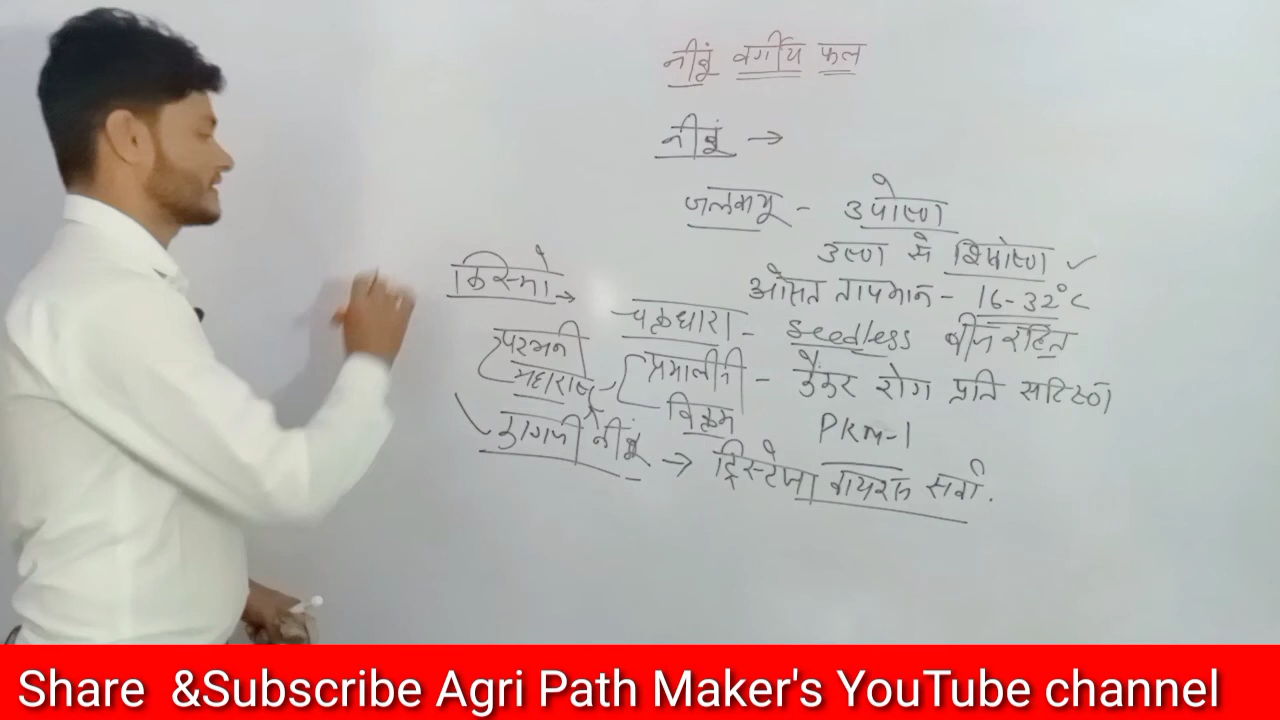 नींबू वर्गीय फल
नींबू →
जलवायु - उपोष्ण
उष्ण से शितोष्ण ✓
औसत तापमान - 16-32°C
किस्मे →
चक्रधारा - seedless बीज रहित
परभनी
महाराष्ट्र
प्रमालीनी - कैंकर रोग प्रति सहिष्णु
विक्रम
PKM-1
कागजी नींबू → ट्रिस्टेजा वायरस
Share &Subscribe Agri Path Maker's YouTube channel